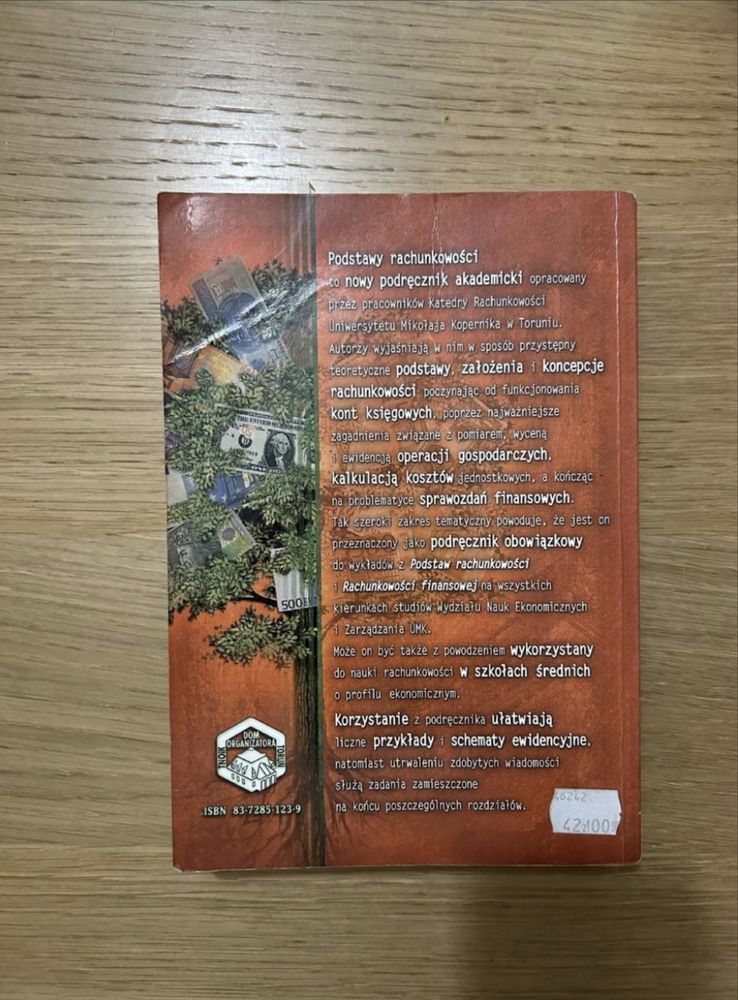 Podstawy rachunkowości
to nowy podręcznik akademicki opracowany
przez pracowników Katedry Rachunkowości
Uniwersytetu Mikołaja Kopernika w Toruniu.
Autorzy wyjaśniają w nim w sposób przystępny
teoretyczne podstawy, założenia i koncepcje
rachunkowości poczynając od funkcjonowania
kont księgowych, poprzez najważniejsze
zagadnienia związane z pomiarem, wyceną
i ewidencją operacji gospodarczych,
kalkulacją kosztów jednostkowych, a kończąc
na problematyce sprawozdań finansowych.
Tak szeroki zakres tematyczny powoduje, że jest on
przeznaczony jako podręcznik obowiązkowy
do wykładów z Podstaw rachunkowości
i Rachunkowości finansowej na wszystkich
kierunkach studiów Wydziału Nauk Ekonomicznych
i Zarządzania UMK.
Może on być także z powodzeniem wykorzystany
do nauki rachunkowości w szkołach średnich
o profilu ekonomicznym.
Korzystanie z podręcznika ułatwiają
liczne przykłady i schematy ewidencyjne,
natomiast utrwaleniu zdobytych wiadomości
służą zadania zamieszczone
na końcu poszczególnych rozdziałów.
500
TNOiK
DOM
ORGANIZATORA
TORUŃ
ISBN 83-7285-123-9
46242
42zł00g